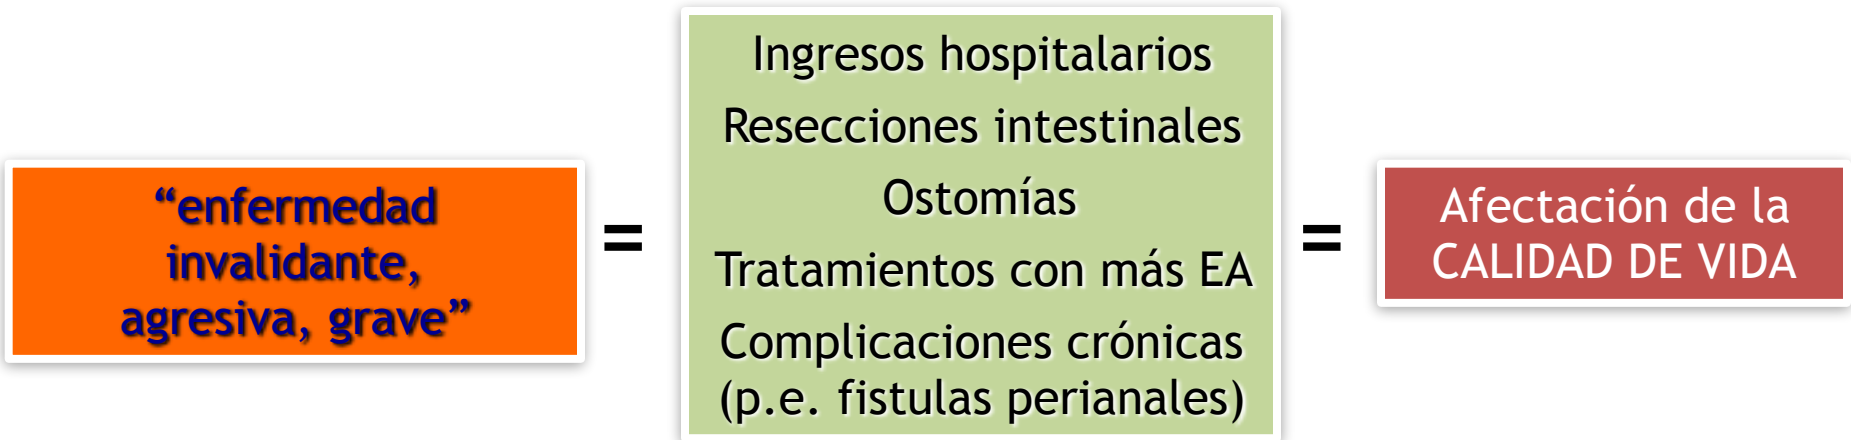 “enfermedad
invalidante,
agresiva, grave”
=
Ingresos hospitalarios
Resecciones intestinales
Ostomías
Tratamientos con más EA
Complicaciones crónicas
(p.e. fistulas perianales)
=
Afectación de la
CALIDAD DE VIDA